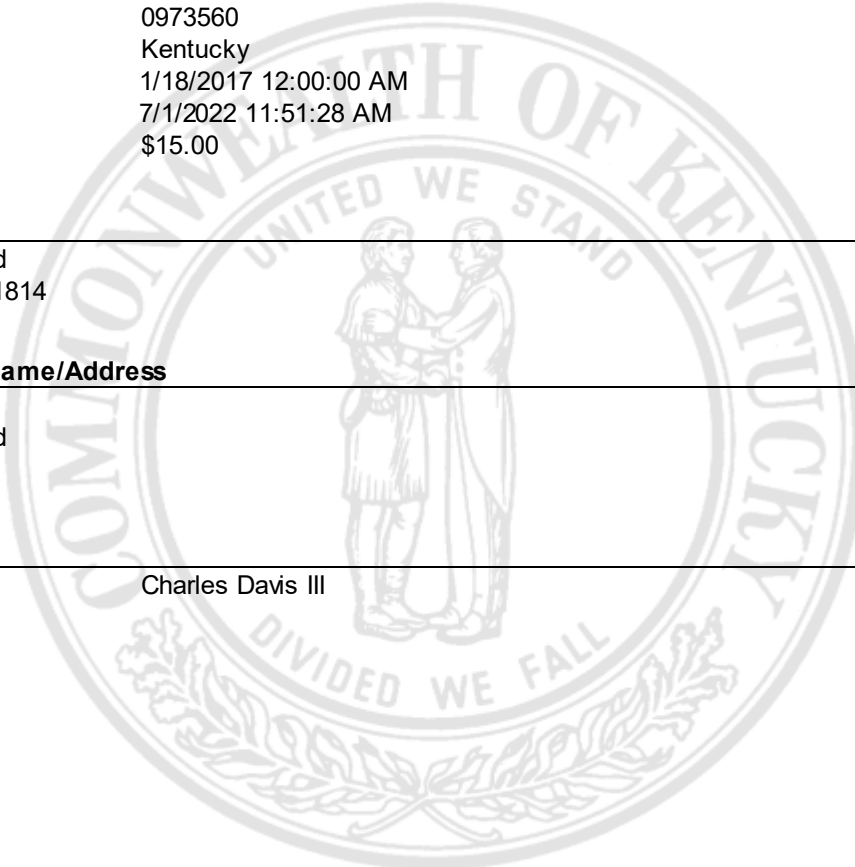 0973560
Kentucky
1/18/2017 12:00:00 AM
7/1/2022 11:51:28 AM
$15.00
COMMONWEALTH OF KENTUCKY
UNITED WE STAND
d
1814
ame/Address
d
Charles Davis III
DIVIDED WE FALL